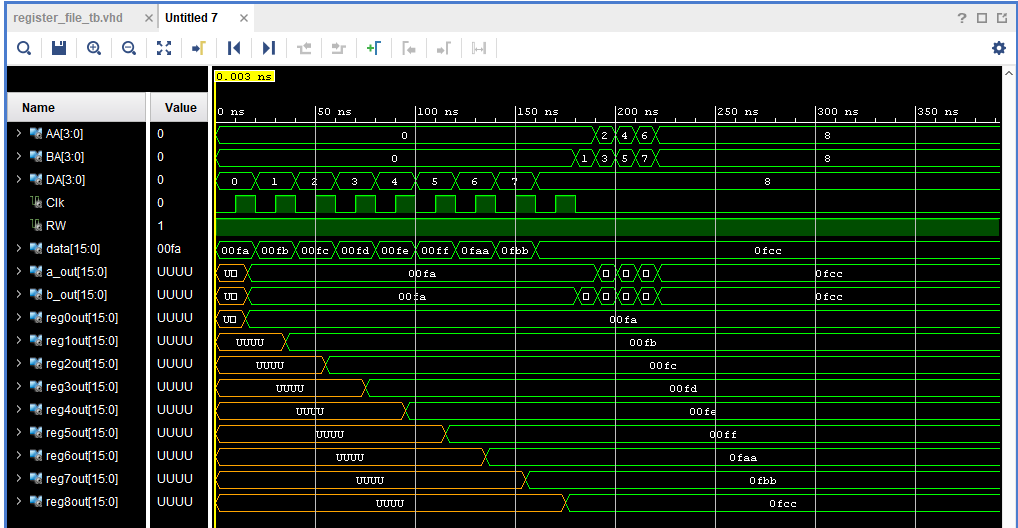 register_file_tb.vhd Untitled 7
0.003 ns
Name Value 0 ns 50 ns 100 ns 150 ns 200 ns 250 ns 300 ns 350 ns
AA[3:0] 0 0 2 4 6 8
BA[3:0] 0 0 1 3 5 7 8
DA[3:0] 0 0 1 2 3 4 5 6 7 8
Clk 0
RW 1
data[15:0] 00fa 00fa 00fb 00fc 00fd 00fe 00ff 0faa 0fbb 0fcc
a_out[15:0] UUUU U 00fa 0fcc
b_out[15:0] UUUU U 00fa 0fcc
reg0out[15:0] UUUU U 00fa
reg1out[15:0] UUUU UUUU 00fb
reg2out[15:0] UUUU UUUU 00fc
reg3out[15:0] UUUU UUUU 00fd
reg4out[15:0] UUUU UUUU 00fe
reg5out[15:0] UUUU UUUU 00ff
reg6out[15:0] UUUU UUUU 0faa
reg7out[15:0] UUUU UUUU 0fbb
reg8out[15:0] UUUU UUUU 0fcc